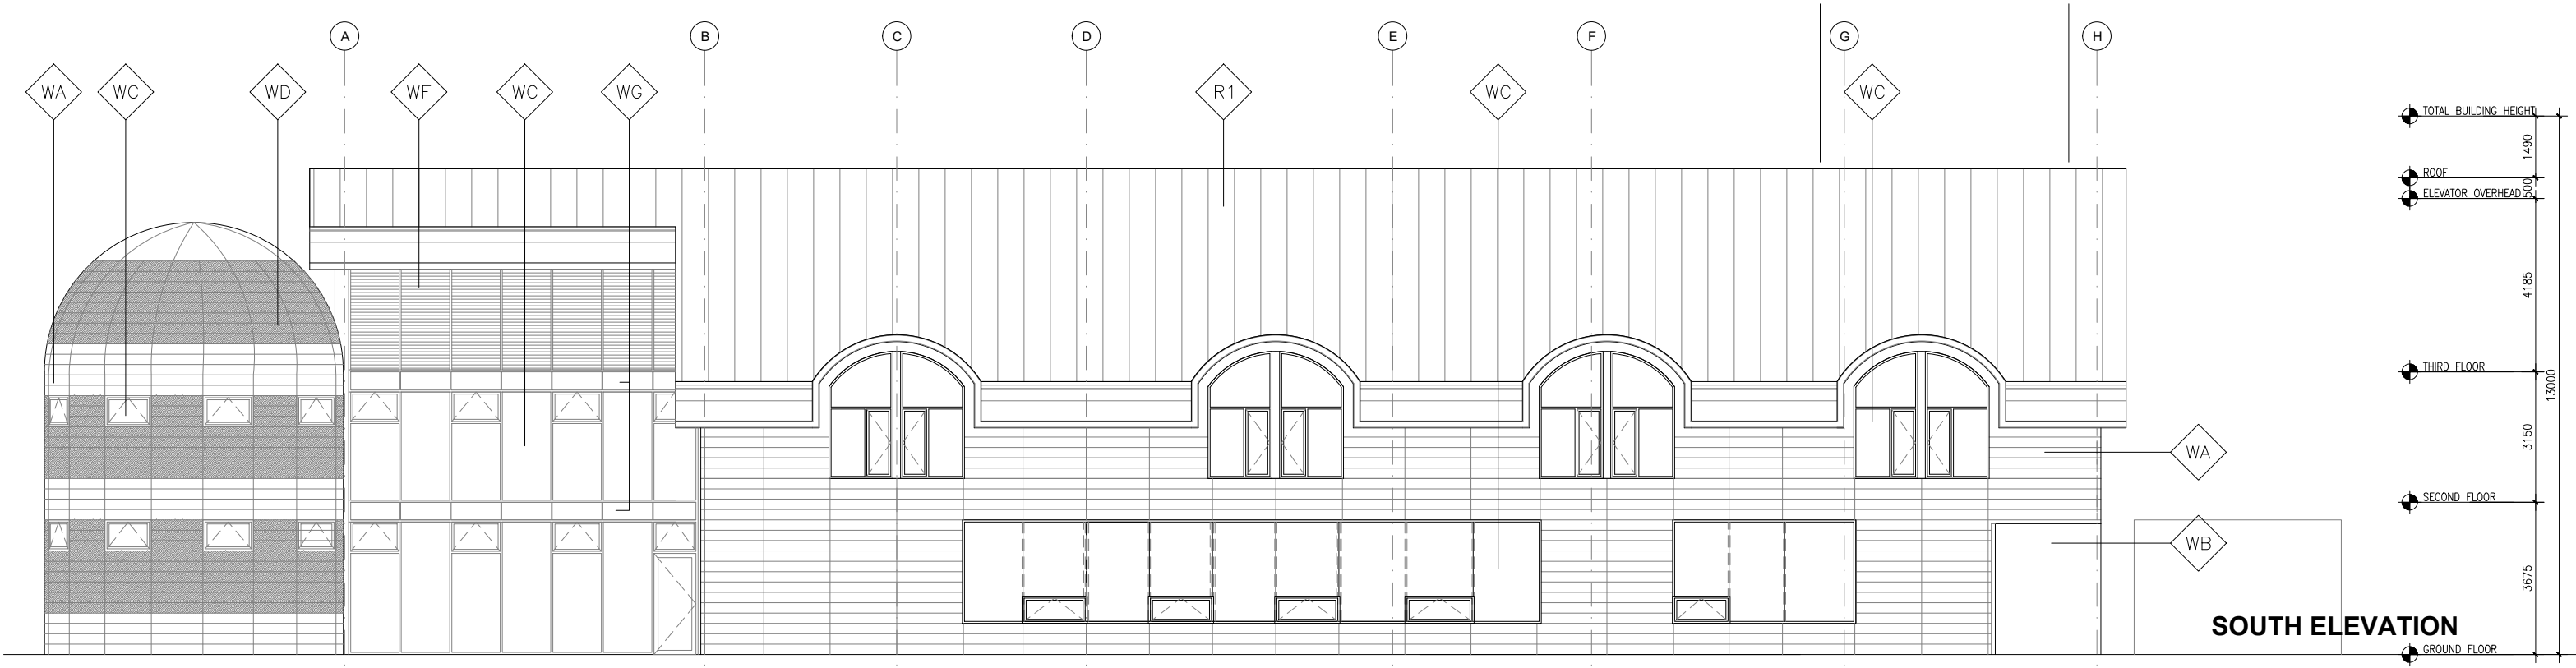 A B C D E F G H
WA WC WD WF WC WG R1 WC WC
TOTAL BUILDING HEIGHT
1490
ROOF
500
ELEVATOR OVERHEAD
4185
THIRD FLOOR
13000
3150
WA
SECOND FLOOR
WB
3675
SOUTH ELEVATION
GROUND FLOOR